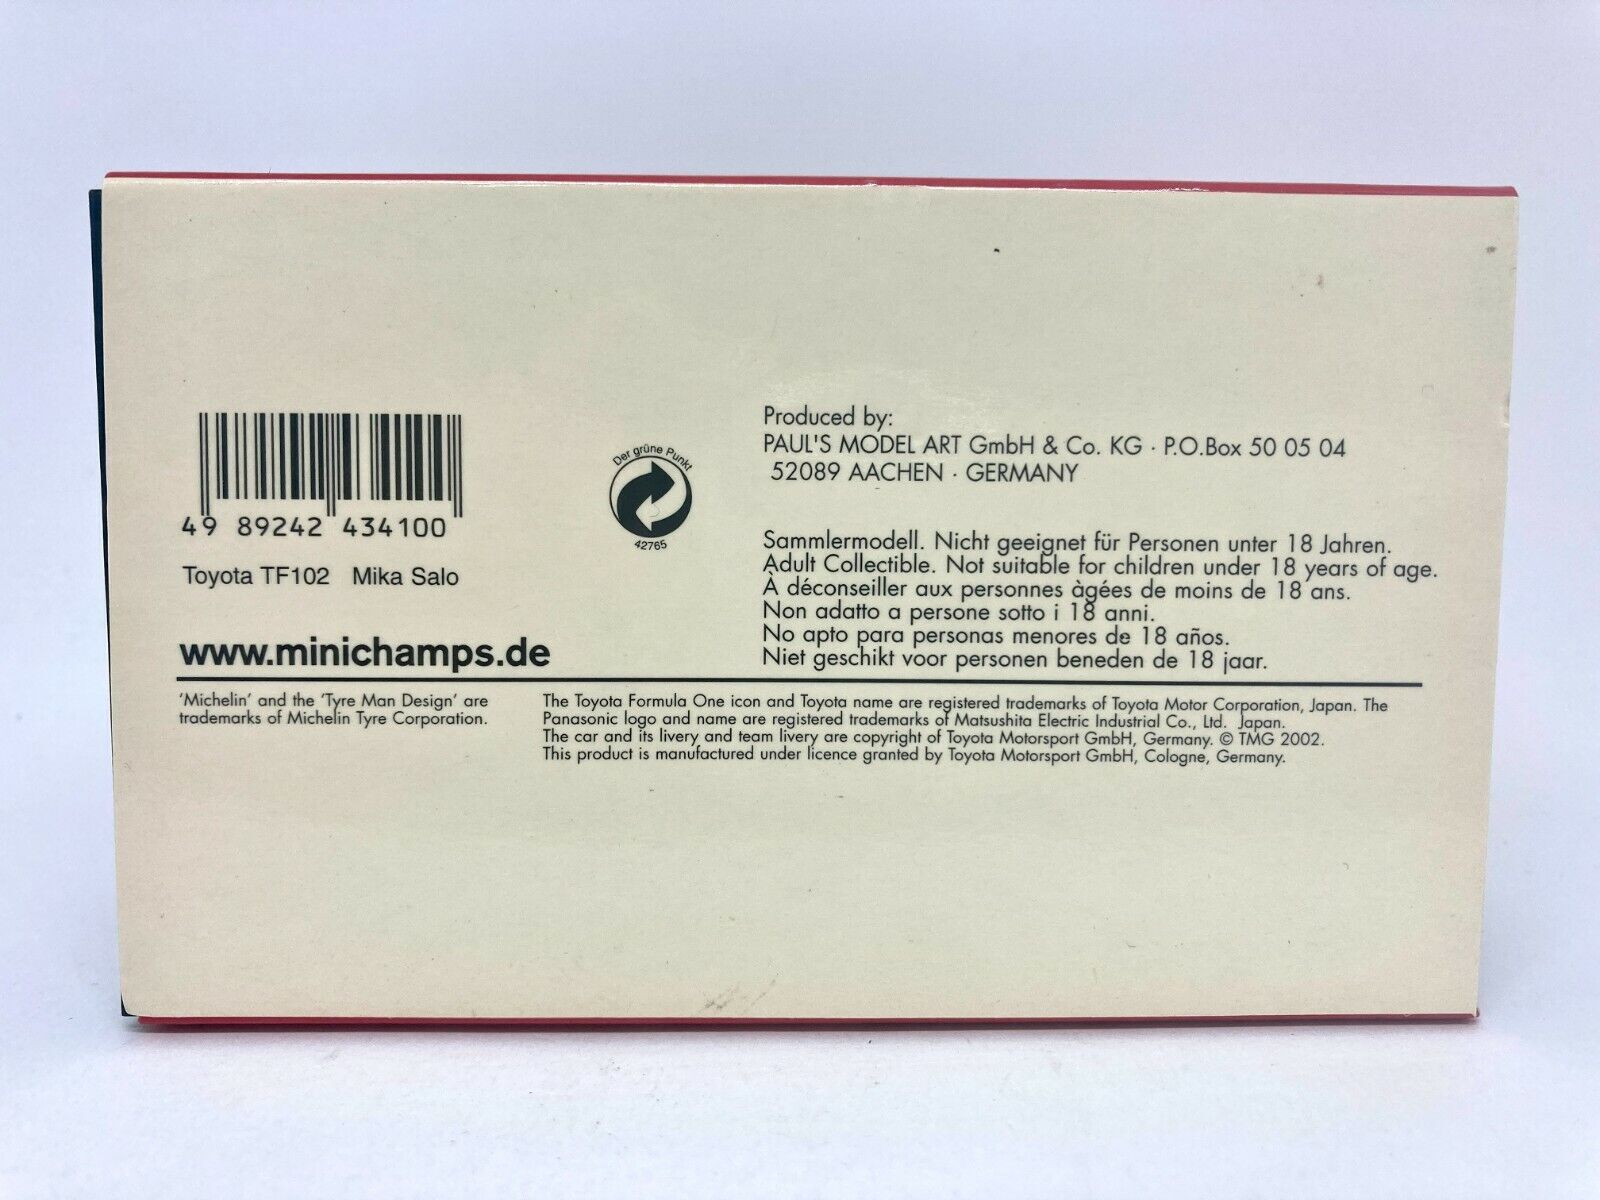 49 89242 434100
Toyota TF102 Mika Salo
www.minichamps.de
Der grüne Punkt
42765
Produced by:
PAUL'S MODEL ART GmbH & Co. KG · P.O.Box 50 05 04
52089 AACHEN · GERMANY
Sammlermodell. Nicht geeignet für Personen unter 18 Jahren.
Adult Collectible. Not suitable for children under 18 years of age.
À déconseiller aux personnes àgées de moins de 18 ans.
Non adatto a persone sotto i 18 anni.
No apto para personas menores de 18 años.
Niet geschikt voor personen beneden de 18 jaar.
'Michelin' and the 'Tyre Man Design' are
trademarks of Michelin Tyre Corporation.
The Toyota Formula One icon and Toyota name are registered trademarks of Toyota Motor Corporation, Japan. The
Panasonic logo and name are registered trademarks of Matsushita Electric Industrial Co., Ltd. Japan.
The car and its livery and team livery are copyright of Toyota Motorsport GmbH, Germany. © TMG 2002.
This product is manufactured under licence granted by Toyota Motorsport GmbH, Cologne, Germany.